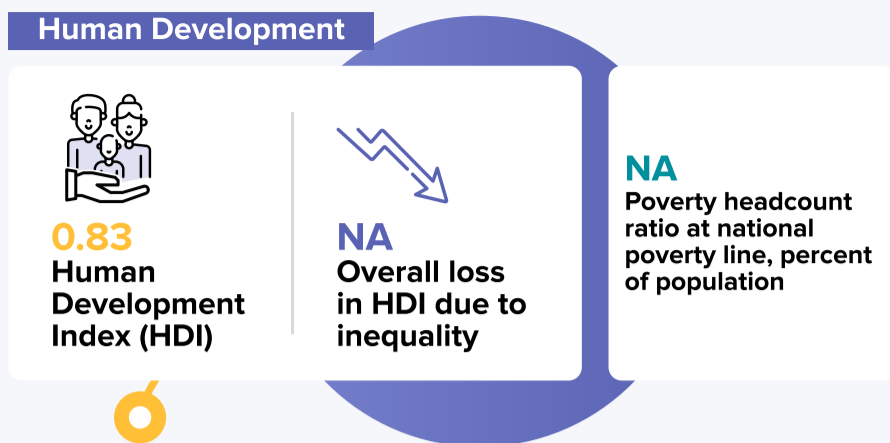 Human Development
0.83
Human
Development
Index (HDI)
NA
Overall loss
in HDI due to
inequality
NA
Poverty headcount
ratio at national
poverty line, percent
of population